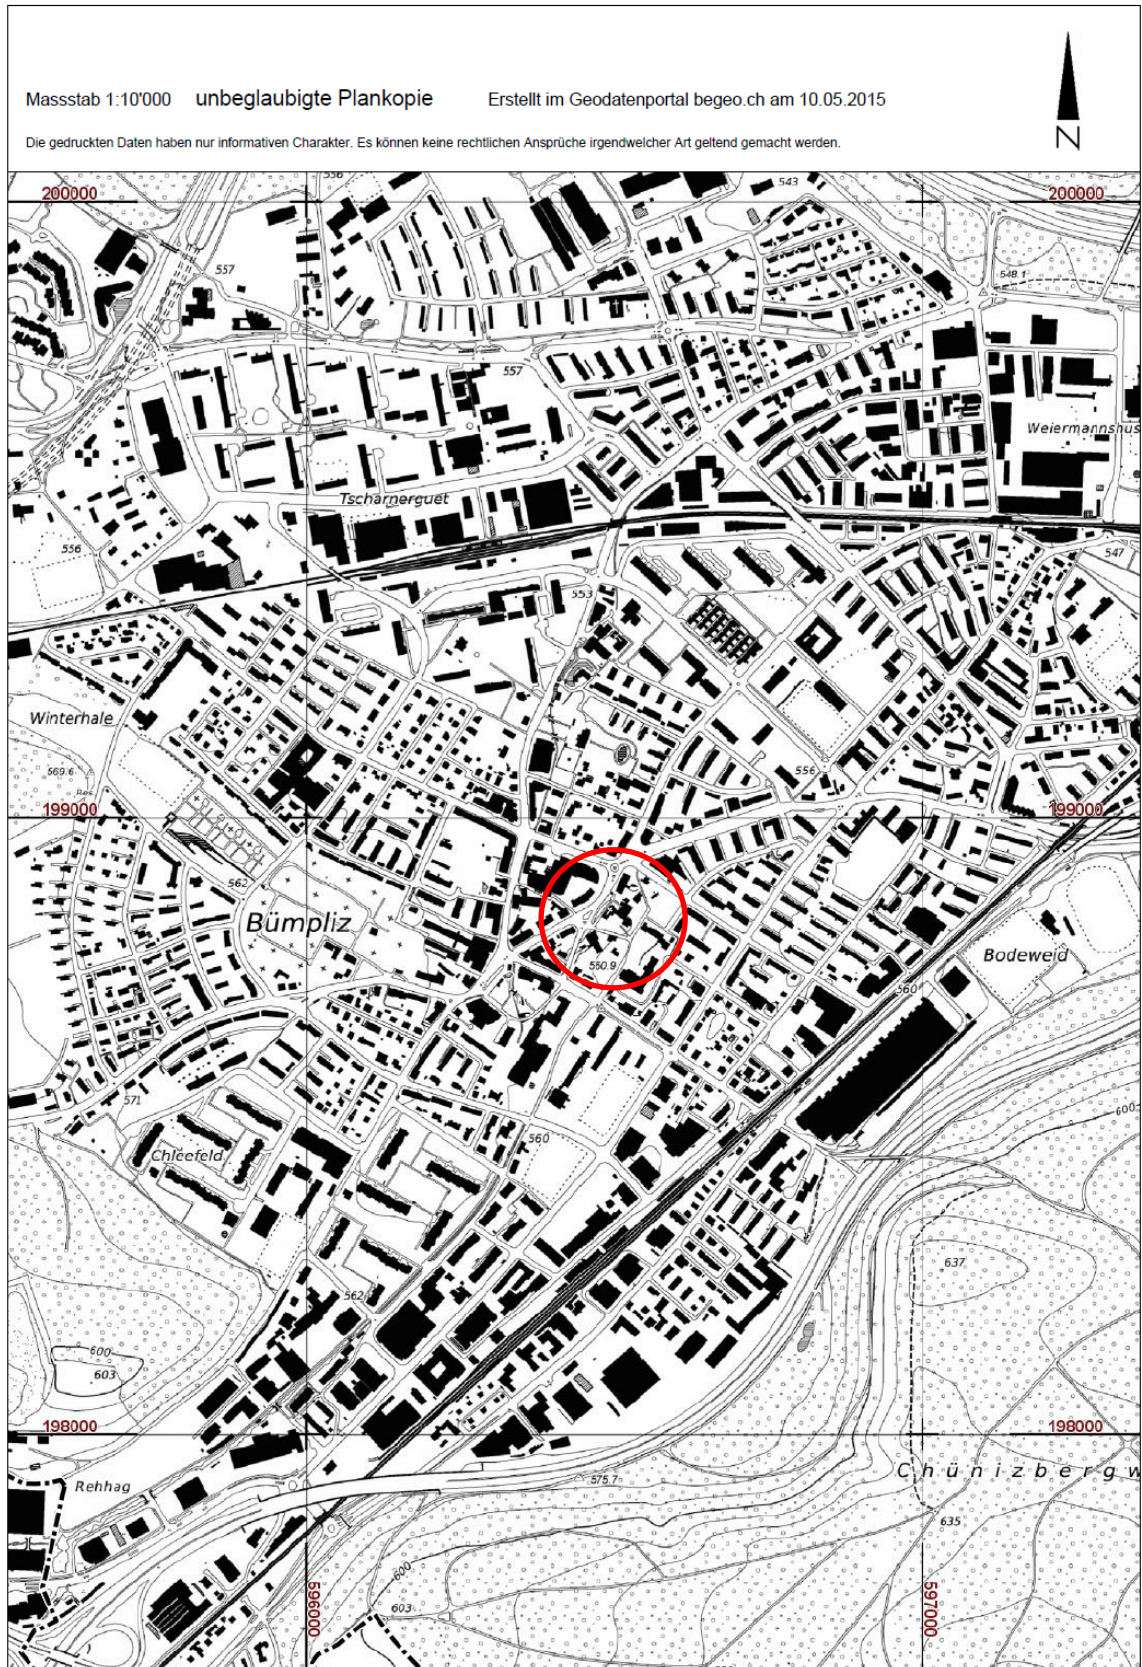 Massstab 1:10'000 unbeglaubigte Plankopie Erstellt im Geodatenportal begeo.ch am 10.05.2015
N
Die gedruckten Daten haben nur informativen Charakter. Es können keine rechtlichen Ansprüche irgendwelcher Art geltend gemacht werden.
556
543
200000
200000
557
548.1
557
Weiermannshus
Tscharnerguet
556
547
553
Winterhale
569.6
Res
556
199000
199000
562
Bümpliz
Bodeweid
560.9
560
571
600
Chleefeld
560
637
562
600
603
198000
198000
Rehhag
575.7
Chünizbergw
635
600
603
596000
597000